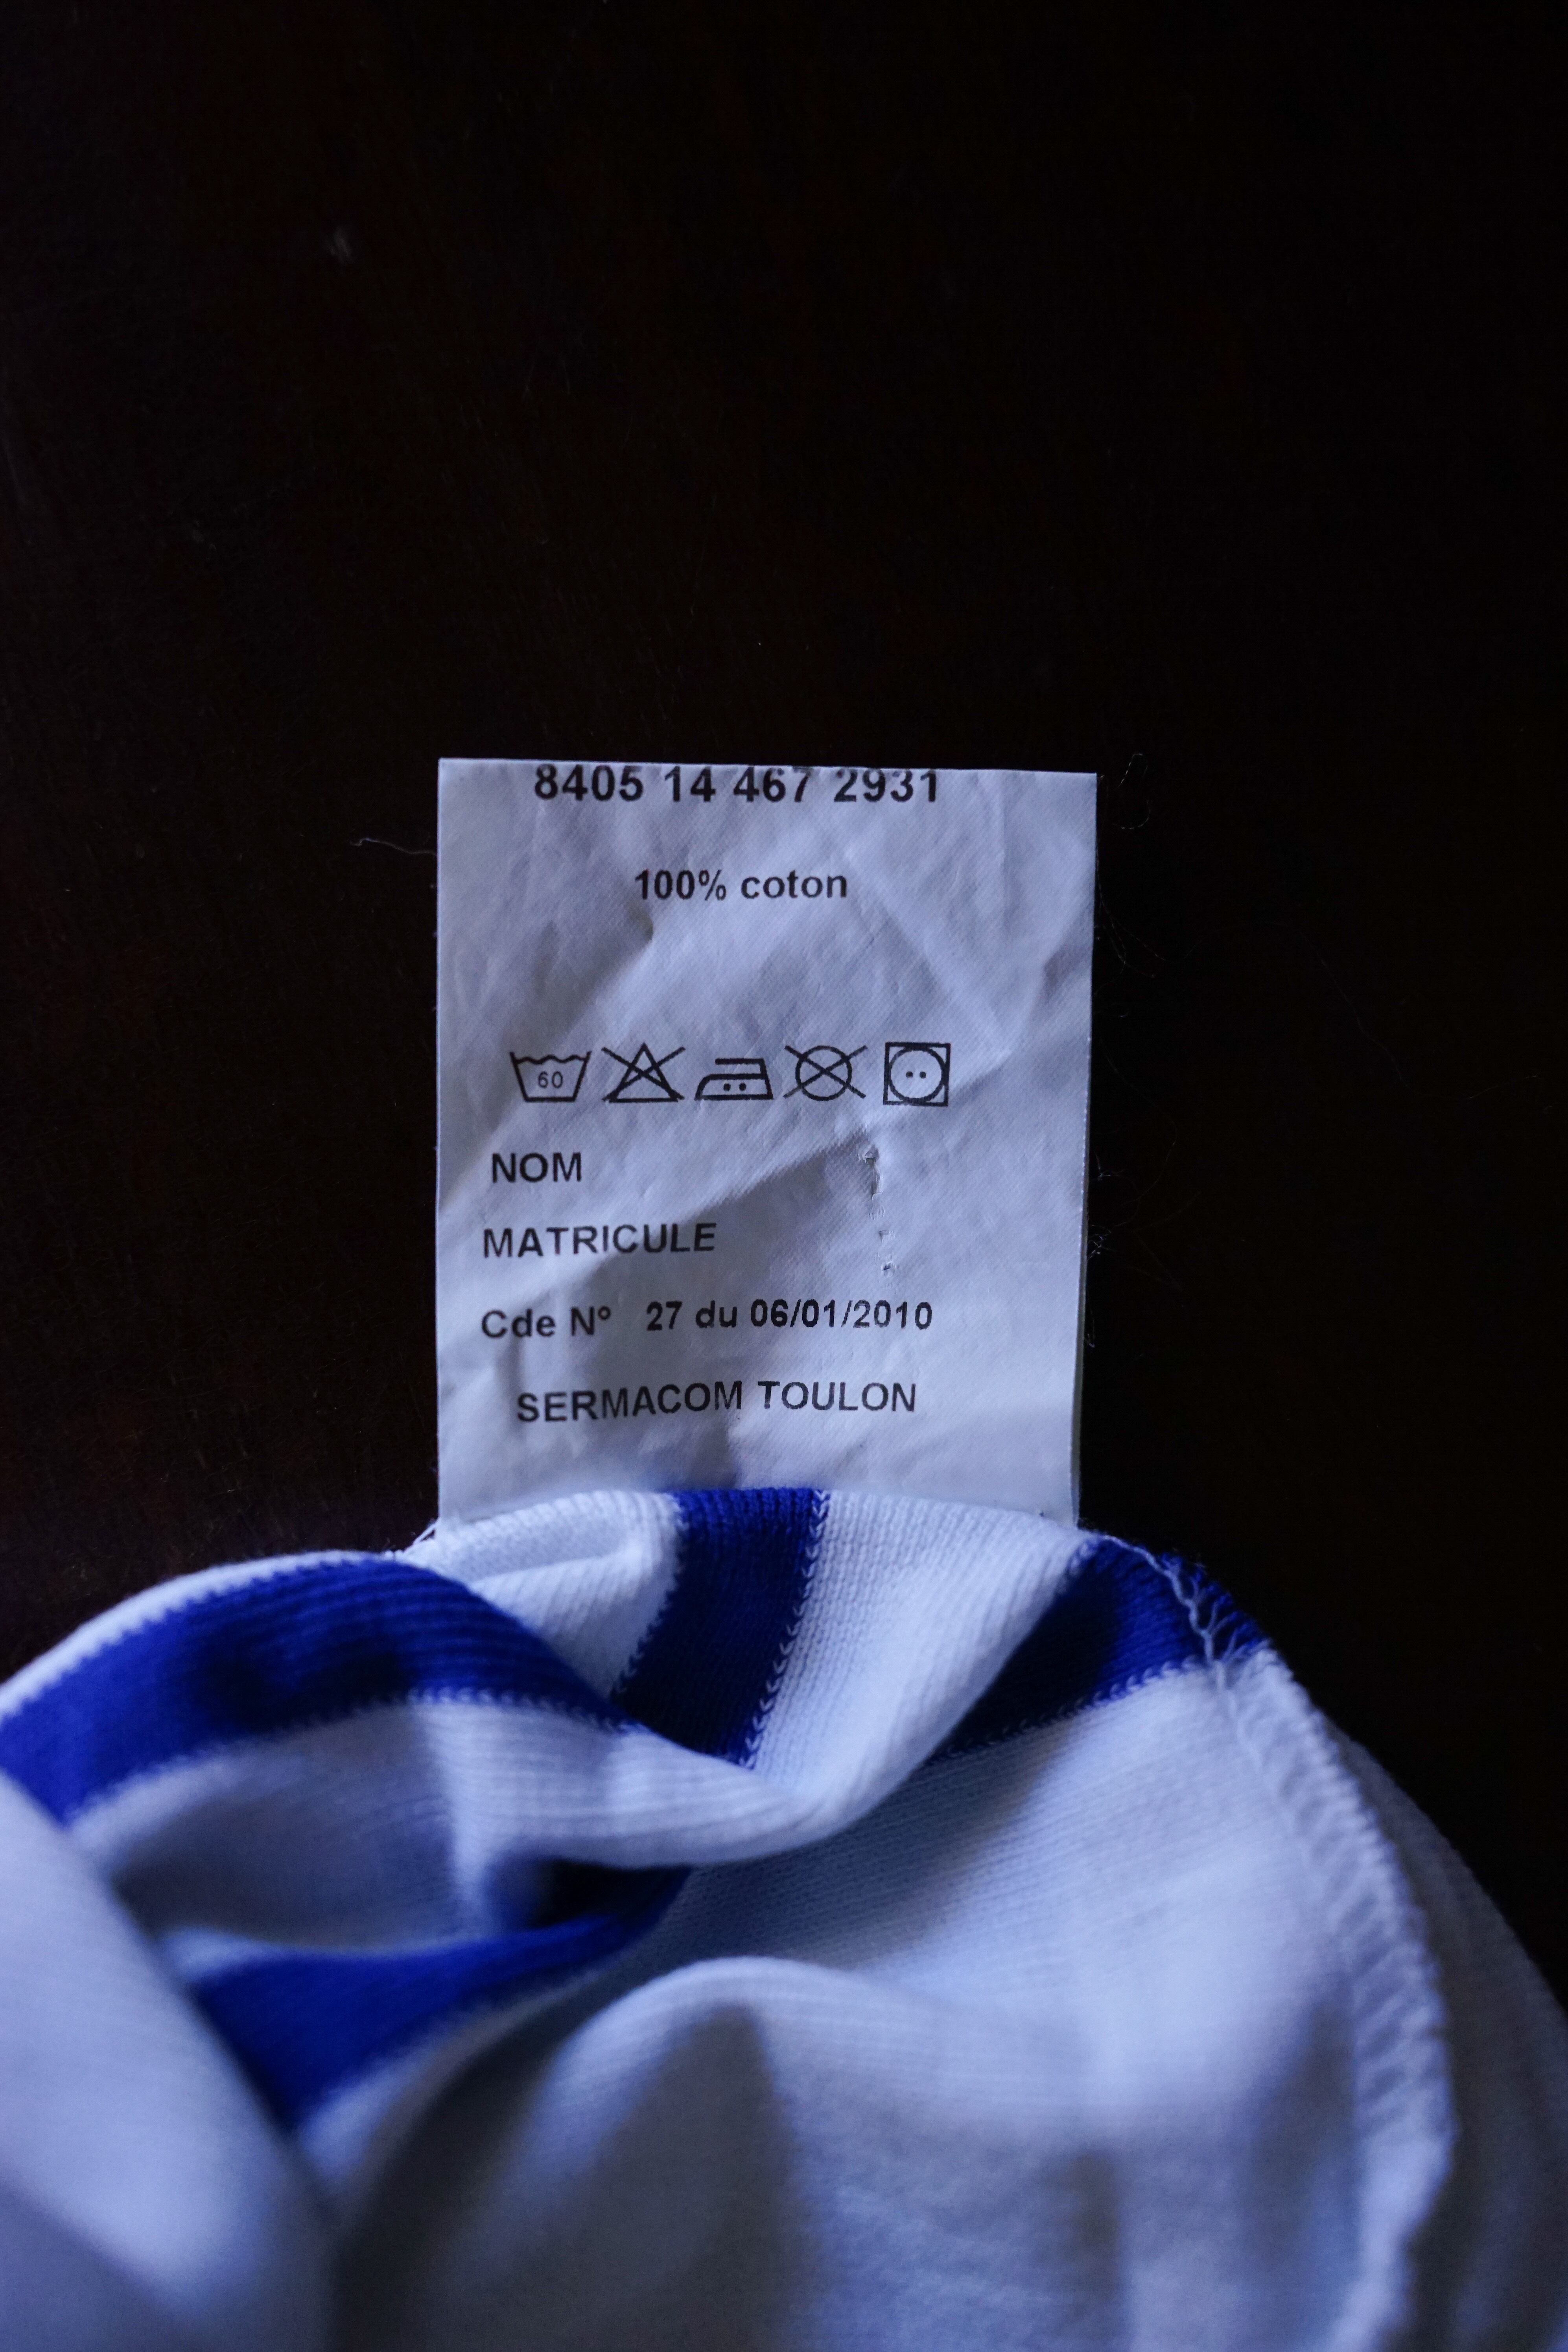 8405 14 467 2931
100% coton
60
NOM
MATRICULE
Cde N° 27 du 06/01/2010
SERMACOM TOULON